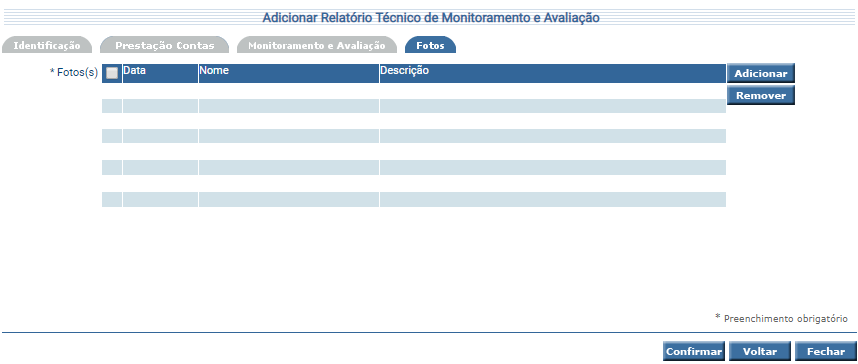 Adicionar Relatório Técnico de Monitoramento e Avaliação
Identificação Prestação Contas Monitoramento e Avaliação Fotos
* Fotos(s) Data Nome Descrição Adicionar
Remover
* Preenchimento obrigatório
Confirmar Voltar Fechar